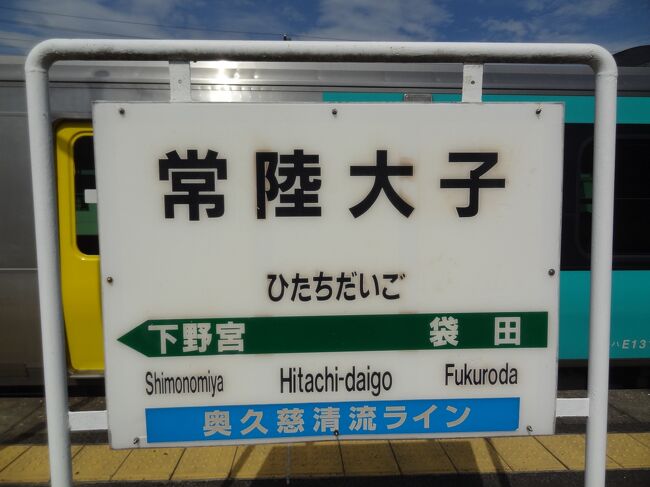 常陸大子
ひたちだいご
下野宮 袋田
Shimonomiya Hitachi-daigo Fukuroda
奥久慈清流ライン